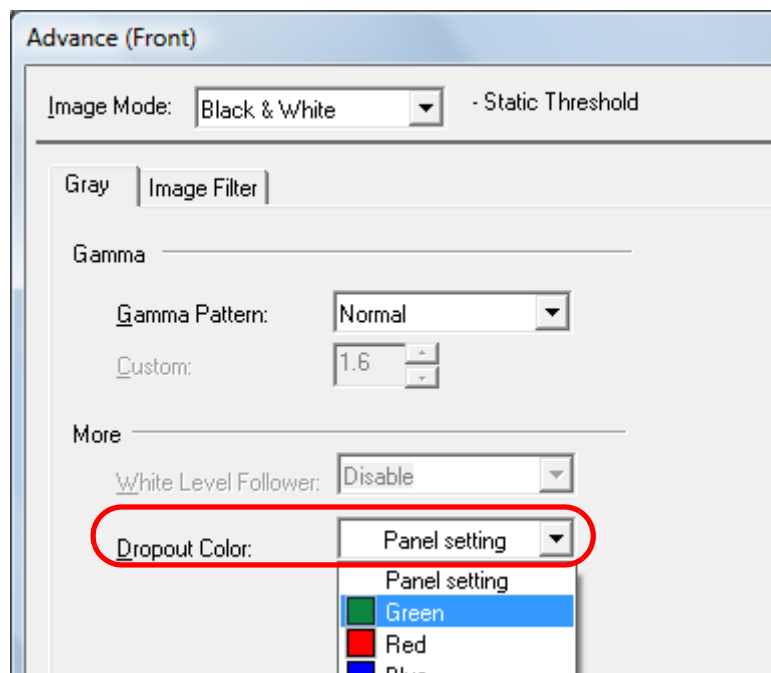 Advance (Front)
Image Mode: Black & White - Static Threshold
Gray Image Filter
Gamma
Gamma Pattern: Normal
Custom: 1.6
More
White Level Follower: Disable
Dropout Color: Panel setting
Panel setting
Green
Red